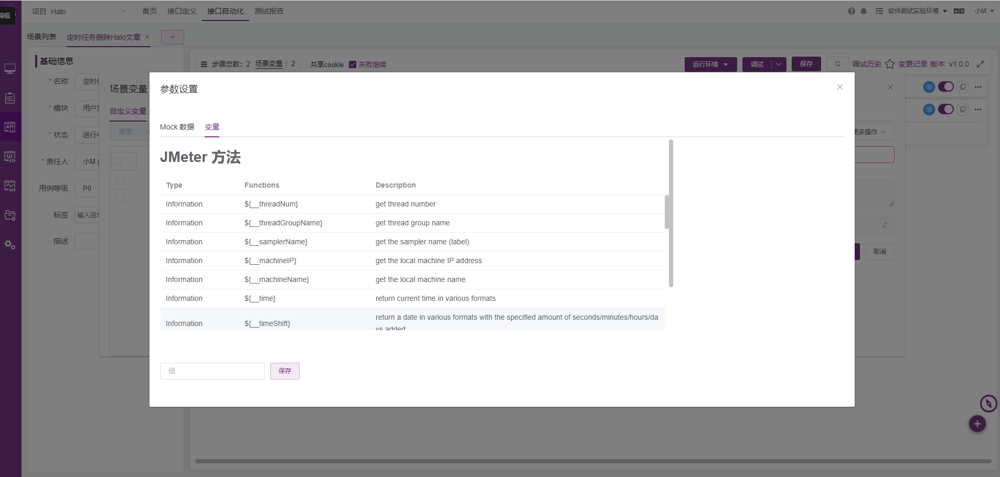 编辑
项目: Halo
首页
接口定义
接口自动化
测试报告
软件测试实验环境
小M
场景列表
定时任务删除Halo文章
基础信息
步骤总数: 2
场景变量 : 2
共享cookie
失败继续
运行环境
调试
保存
调试历史
变更记录
版本: v1.0.0
* 名称
* 模块
* 状态
进行中
* 责任人
小M (
用例等级
P0
标签
输入回车
描述
场景变量
自定义变量
类型
更多操作
取消
API
UI
参数设置
Mock 数据
变量
JMeter 方法
Type Functions Description
Information ${__threadNum} get thread number
Information ${__threadGroupName} get thread group name
Information ${__samplerName} get the sampler name (label)
Information ${__machineIP} get the local machine IP address
Information ${__machineName} get the local machine name
Information ${__time} return current time in various formats
Information ${__timeShift} return a date in various formats with the specified amount of seconds/minutes/hours/da
ys added
值
保存